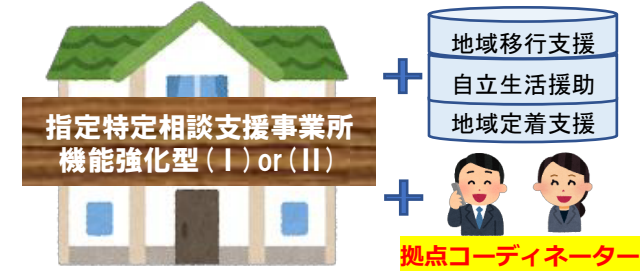 指定特定相談支援事業所
機能強化型(Ⅰ)or(Ⅱ)
地域移行支援
自立生活援助
地域定着支援
拠点コーディネーター